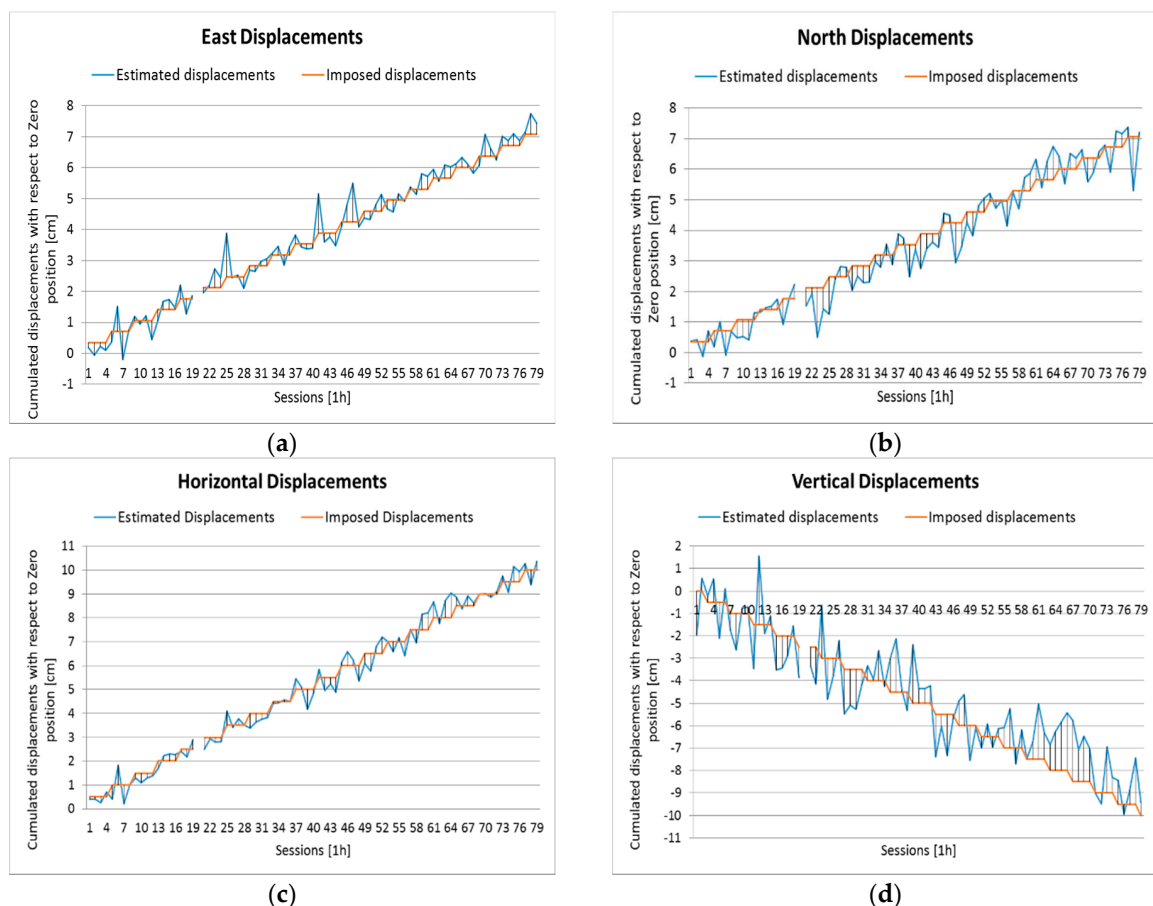 East Displacements
Estimated displacements Imposed displacements
Cumulated displacements with respect to Zero
position [cm]
8
7
6
5
4
3
2
1
0
-1
1 4 7 10 13 16 19 22 25 28 31 34 37 40 43 46 49 52 55 58 61 64 67 70 73 76 79
Sessions [1h]
(a)
North Displacements
Estimated displacements Imposed displacements
Cumulated displacements with respect to
Zero position [cm]
8
7
6
5
4
3
2
1
0
-1
1 4 7 10 13 16 19 22 25 28 31 34 37 40 43 46 49 52 55 58 61 64 67 70 73 76 79
Sessions [1h]
(b)
Horizontal Displacements
Estimated Displacements Imposed Displacements
Cumulated displacements with respect to Zero
position [cm]
11
10
9
8
7
6
5
4
3
2
1
0
1 4 7 10 13 16 19 22 25 28 31 34 37 40 43 46 49 52 55 58 61 64 67 70 73 76 79
Sessions [1h]
(c)
Vertical Displacements
Estimated displacements Imposed displacements
Cumulated displacements with respect to Zero
position [cm]
2
1
0
-1
-2
-3
-4
-5
-6
-7
-8
-9
-10
-11
1 4 7 10 13 16 19 22 25 28 31 34 37 40 43 46 49 52 55 58 61 64 67 70 73 76 79
Sessions [1h]
(d)